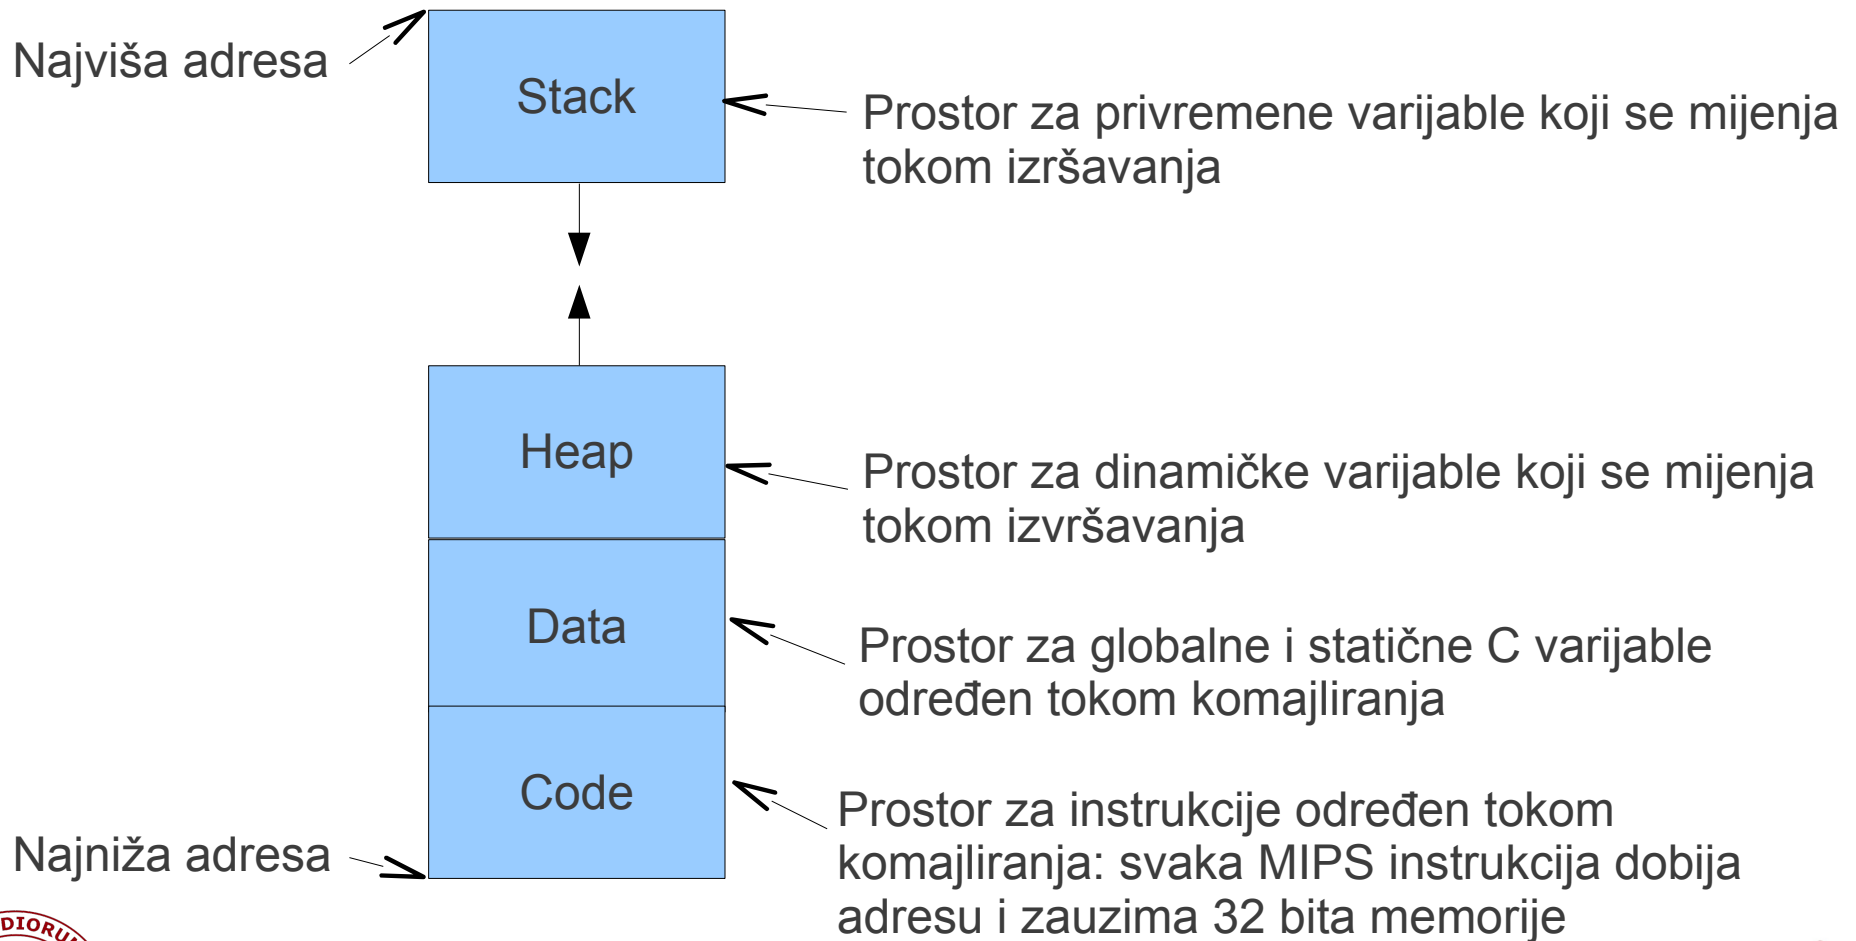 Najviša adresa
Stack
Prostor za privremene varijable koji se mijenja
tokom izršavanja
Heap
Prostor za dinamičke varijable koji se mijenja
tokom izvršavanja
Data
Prostor za globalne i statične C varijable
određen tokom komajliranja
Code
Prostor za instrukcije određen tokom
komajliranja: svaka MIPS instrukcija dobija
adresu i zauzima 32 bita memorije
Najniža adresa